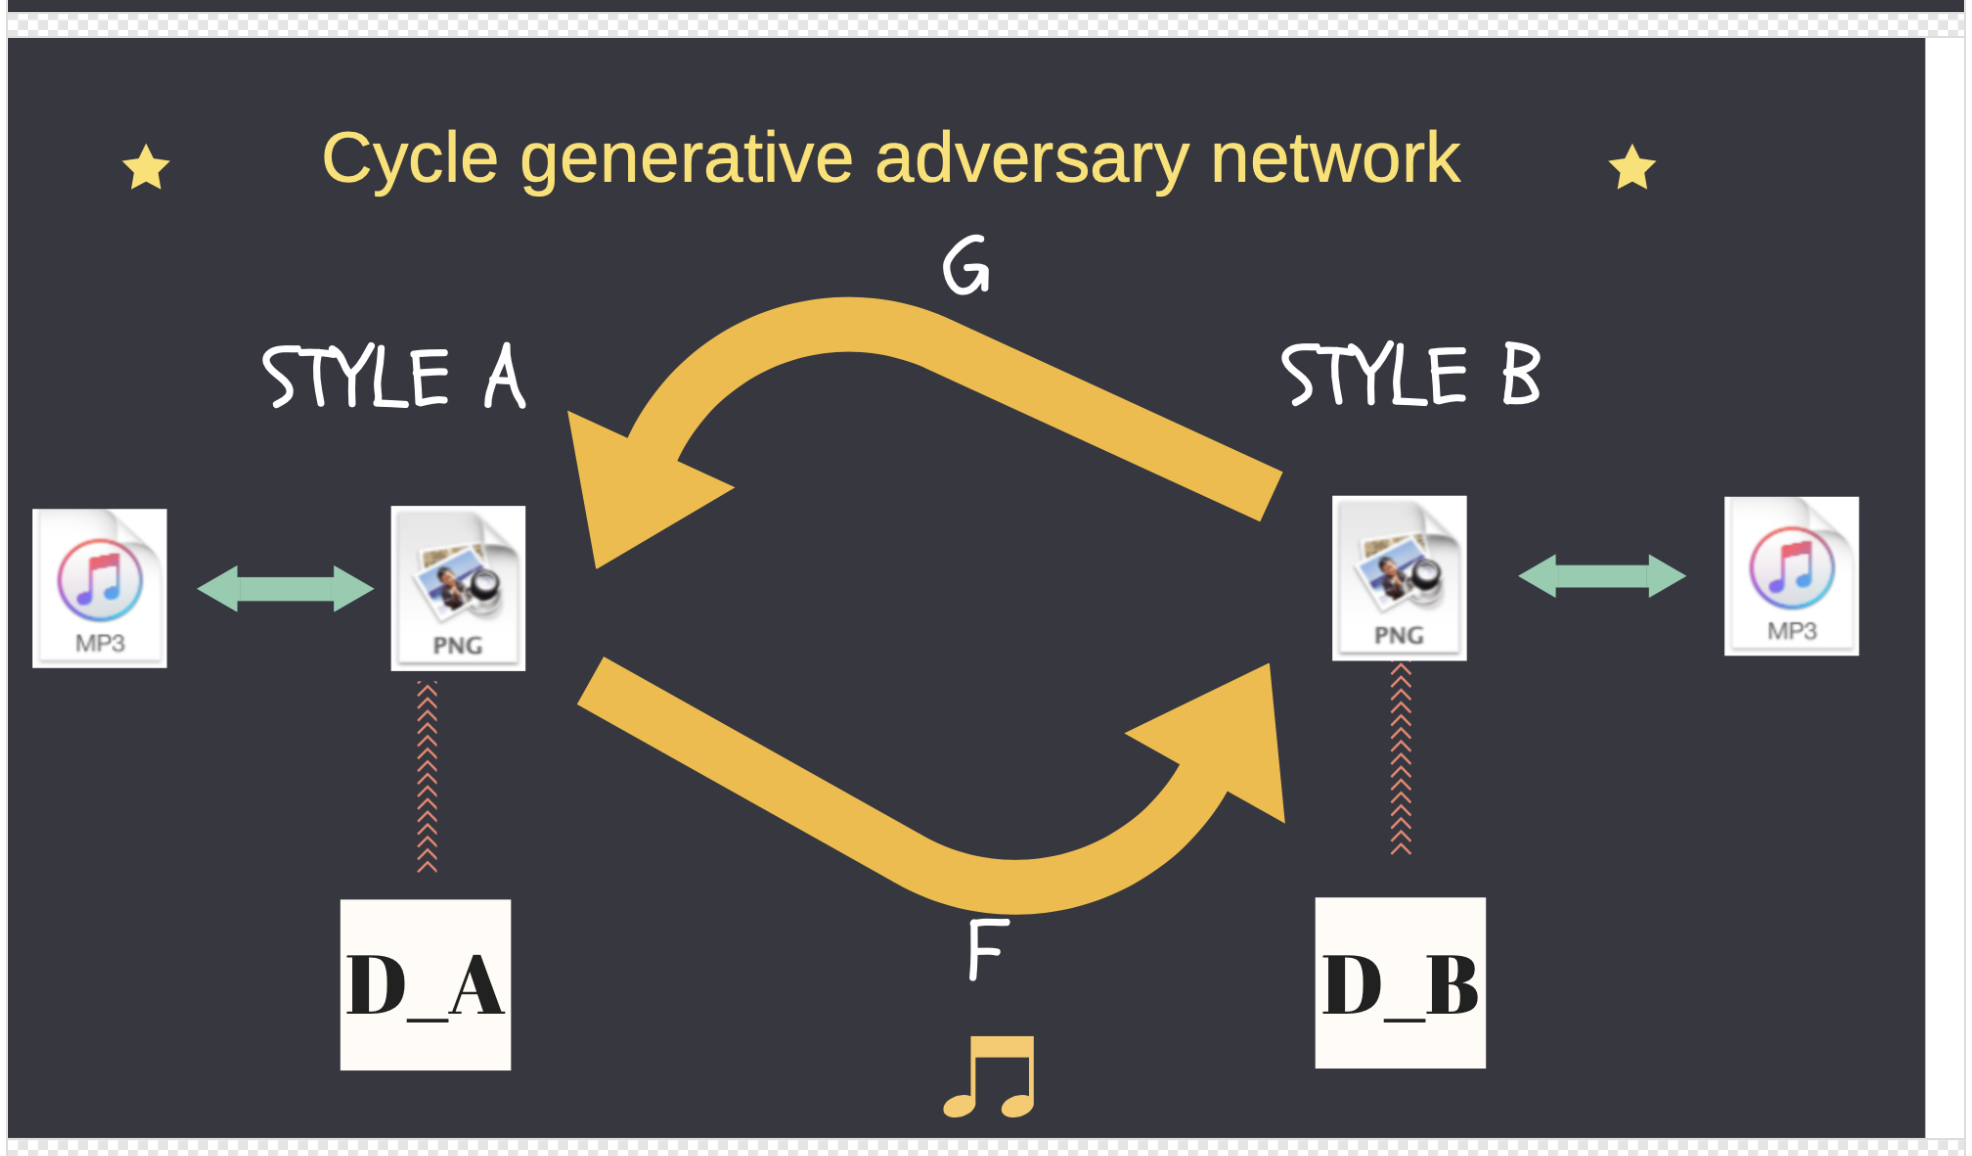 Cycle generative adversary network
G
STYLE A
STYLE B
MP3
PNG
PNG
MP3
F
D_A
D_B